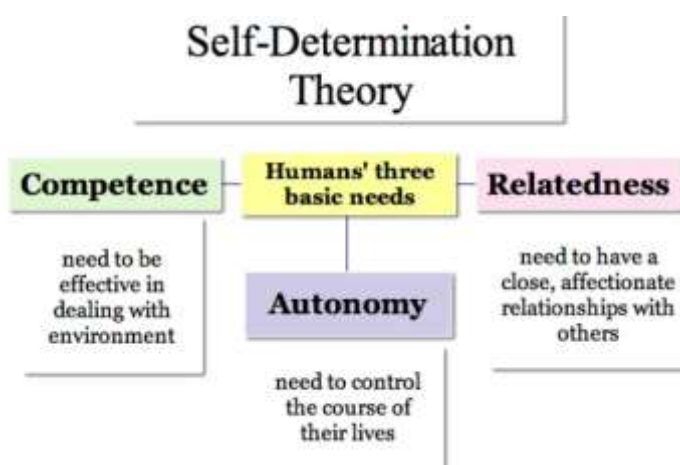 Self-Determination
Theory
Competence
Humans' three
basic needs
Relatedness
need to be
effective in
dealing with
environment
Autonomy
need to control
the course of
their lives
need to have a
close, affectionate
relationships with
others